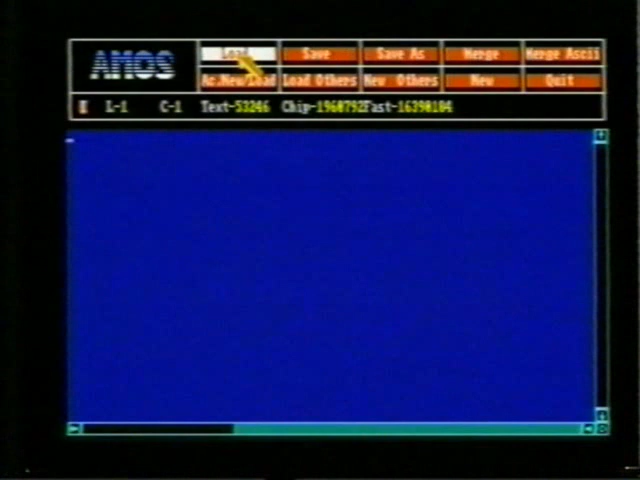 AMOS
Load Save Save As Merge Merge Ascii
Ac.New/Load Load Others New Others New Quit
I L-1 C-1 Text-53246 Chip-1960792 Fast-16390184